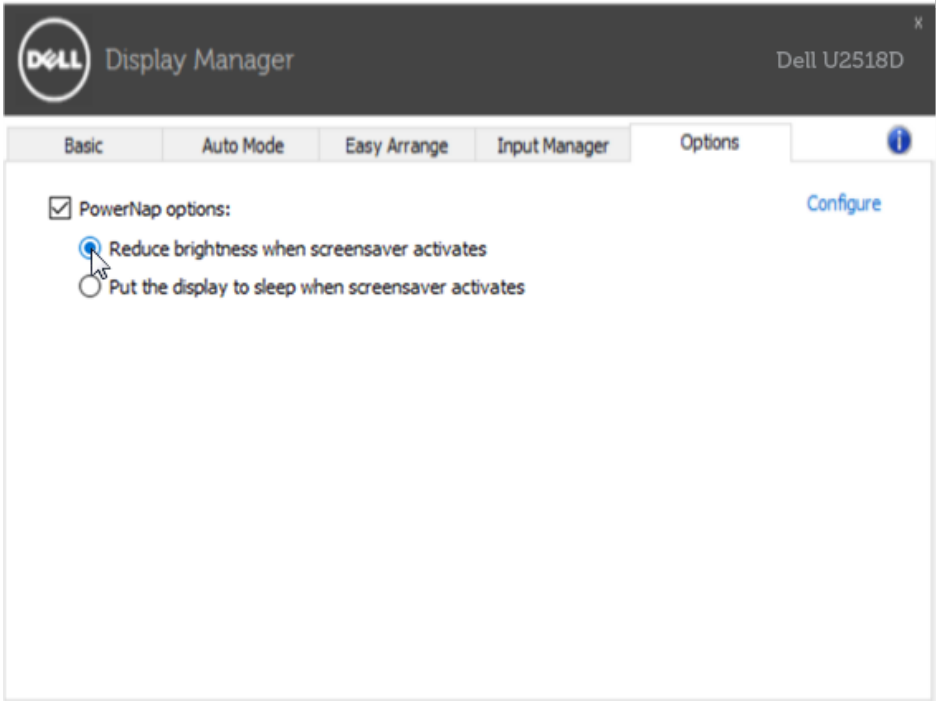 DELL Display Manager
x
Dell U2518D
Basic Auto Mode Easy Arrange Input Manager Options i
PowerNap options: Configure
Reduce brightness when screensaver activates
Put the display to sleep when screensaver activates